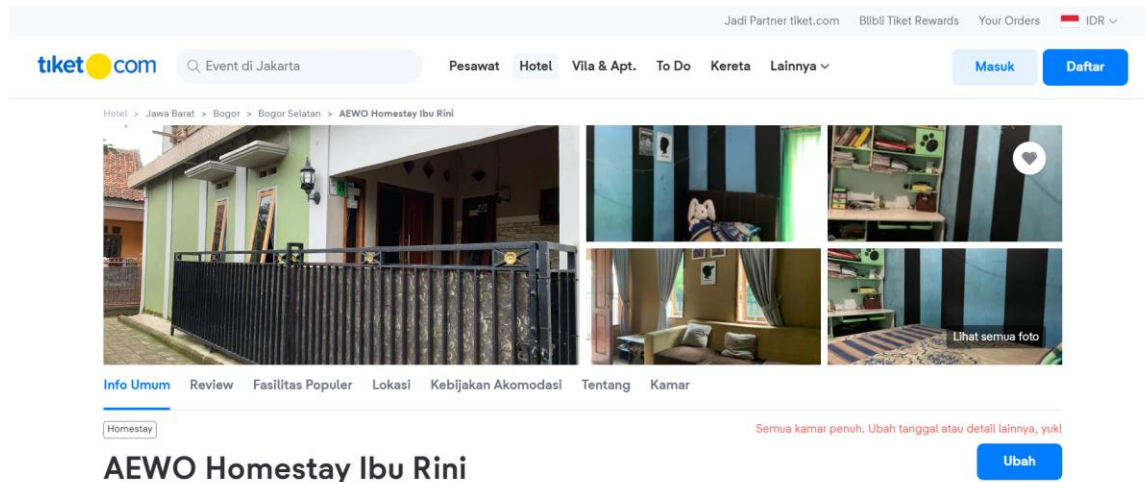 Jadi Partner tiket.com Blibli Tiket Rewards Your Orders IDR
tiket com Event di Jakarta Pesawat Hotel Vila & Apt. To Do Kereta Lainnya Masuk Daftar
Hotel > Jawa Barat > Bogor > Bogor Selatan > AEWO Homestay Ibu Rini
Lihat semua foto
Info Umum Review Fasilitas Populer Lokasi Kebijakan Akomodasi Tentang Kamar
Homestay Semua kamar penuh. Ubah tanggal atau detail lainnya, yuk!
AEWO Homestay Ibu Rini Ubah